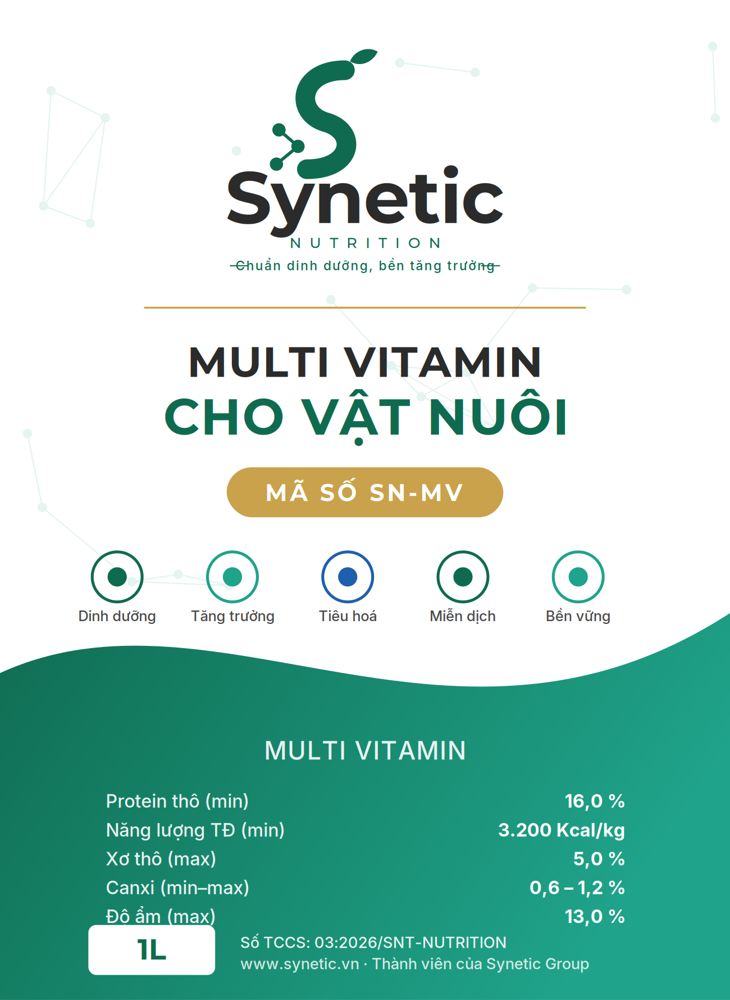 Synetic
NUTRITION
Chuẩn dinh dưỡng, bền tăng trưởng
MULTI VITAMIN
CHO VẬT NUÔI
MÃ SỐ SN-MV
Dinh dưỡng
Tăng trưởng
Tiêu hoá
Miễn dịch
Bền vững
MULTI VITAMIN
Protein thô (min) 16,0 %
Năng lượng TĐ (min) 3.200 Kcal/kg
Xơ thô (max) 5,0 %
Canxi (min–max) 0,6 – 1,2 %
Độ ẩm (max) 13,0 %
1L
Số TCCS: 03:2026/SNT-NUTRITION
www.synetic.vn · Thành viên của Synetic Group